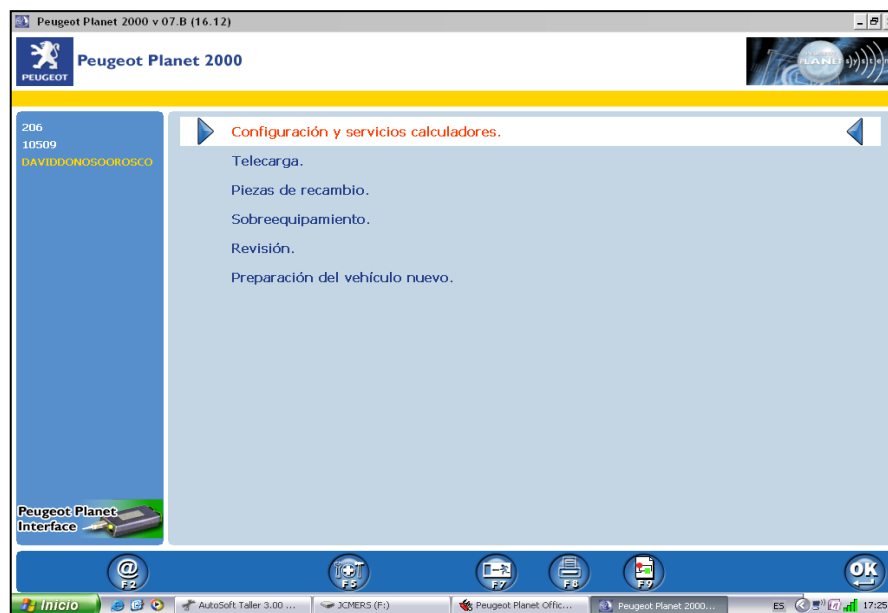 Peugeot Planet 2000 v 07.B (16.12)
PEUGEOT
Peugeot Planet 2000
PLANET system
206
10509
DAVIDDONOSOOROSCO
Configuración y servicios calculadores.
Telecarga.
Piezas de recambio.
Sobreequipamiento.
Revisión.
Preparación del vehículo nuevo.
Peugeot Planet
Interface
@
F2
F5
F7
F8
F9
OK
Inicio
AutoSoft Taller 3.00 ...
JCMERS (F:)
Peugeot Planet Offic...
Peugeot Planet 2000...
ES
17:25